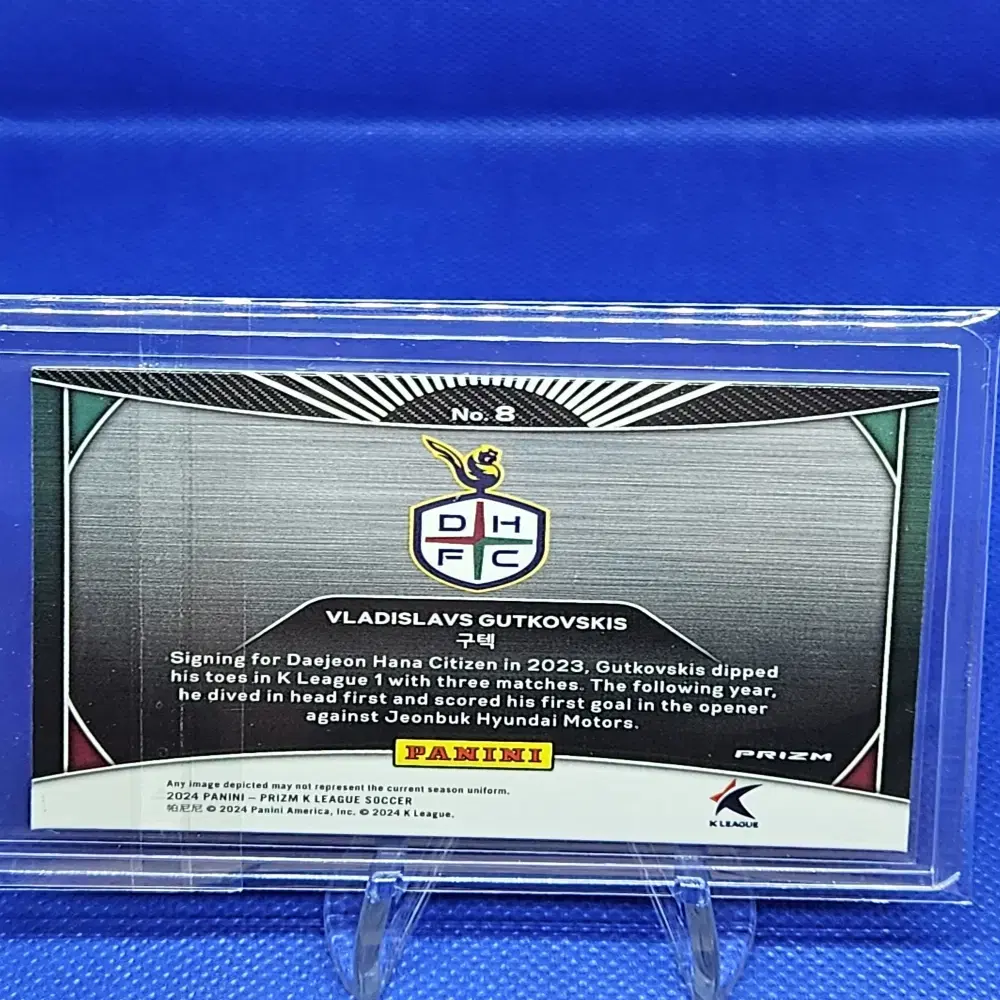 No. 8
D H
F C
VLADISLAVS GUTKOVSKIS
구텍
Signing for Daejeon Hana Citizen in 2023, Gutkovskis dipped
his toes in K League 1 with three matches. The following year,
he dived in head first and scored his first goal in the opener
against Jeonbuk Hyundai Motors.
PANINI
PRIZM
Any image depicted may not represent the current season uniform.
2024 PANINI – PRIZM K LEAGUE SOCCER
帕尼尼 © 2024 Panini America, Inc. © 2024 K League.
K LEAGUE